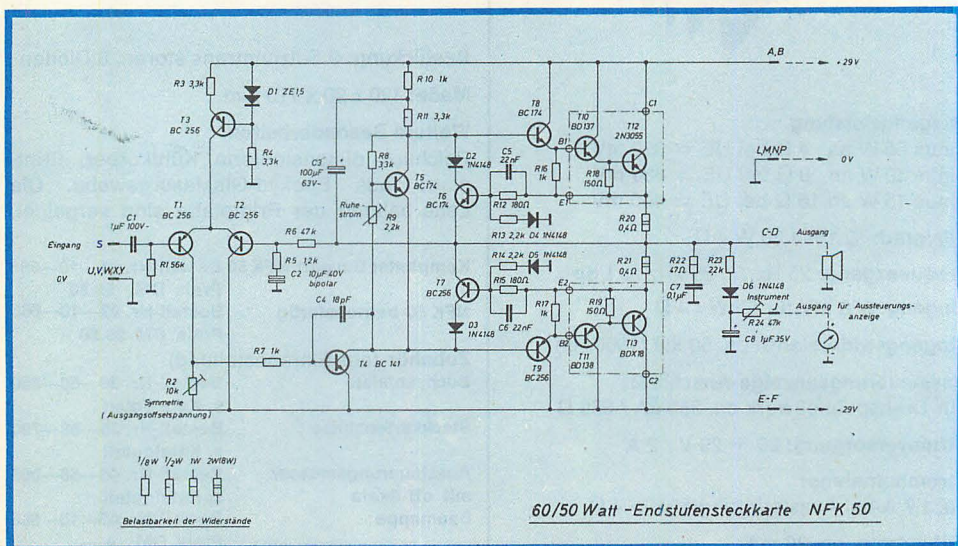 A,B
+29V
R3 3,3k
D1 ZE1,5
R10 1k
R11 3,3k
T3
BC 256
R4
3,3k
T8
BC174
T10
BD137
T12
2N3055
C1
LMNP
0V
C3
100µF
63V-
R8
3,3k
T5
BC174
D2
1N4148
C5
22nF
B1
R16
1k
R18
150Ω
Ruhe
strom
R9
2,2k
T6
BC174
R12 180Ω
E1
R13 2,2k D4 1N4148
R20
0,4Ω
C1
1µF 100V-
T1
BC 256
T2
BC 256
R6 47k
C-D
Ausgang
Eingang S
R1 56k
R5 1,2k
C2 10µF 40V
bipolar
R14 2,2k D5 1N4148
R21
0,4Ω
R22
47Ω
R23
2,2k
0V
U,V,W,X,Y
T7
BC 256
R15 180Ω
E2
C7
0,1µF
D6 1N4148
Instrument
Ausgang für Aussteuerungs-
anzeige
C4 18pF
C6 22nF
R17
1k
R19
150Ω
R24 47k
D3
1N4148
B2
T13
BDX18
C8 1µF 35V
R7 1k
T4 BC 141
T9
BC256
T11
BD138
C2
R2
10k
Symmetrie
(Ausgangsoffsetspannung)
E-F
-29V
1/8W 1/2W 1W 2W(8W)
Belastbarkeit der Widerstände
60/50 Watt -Endstufensteckkarte NFK 50